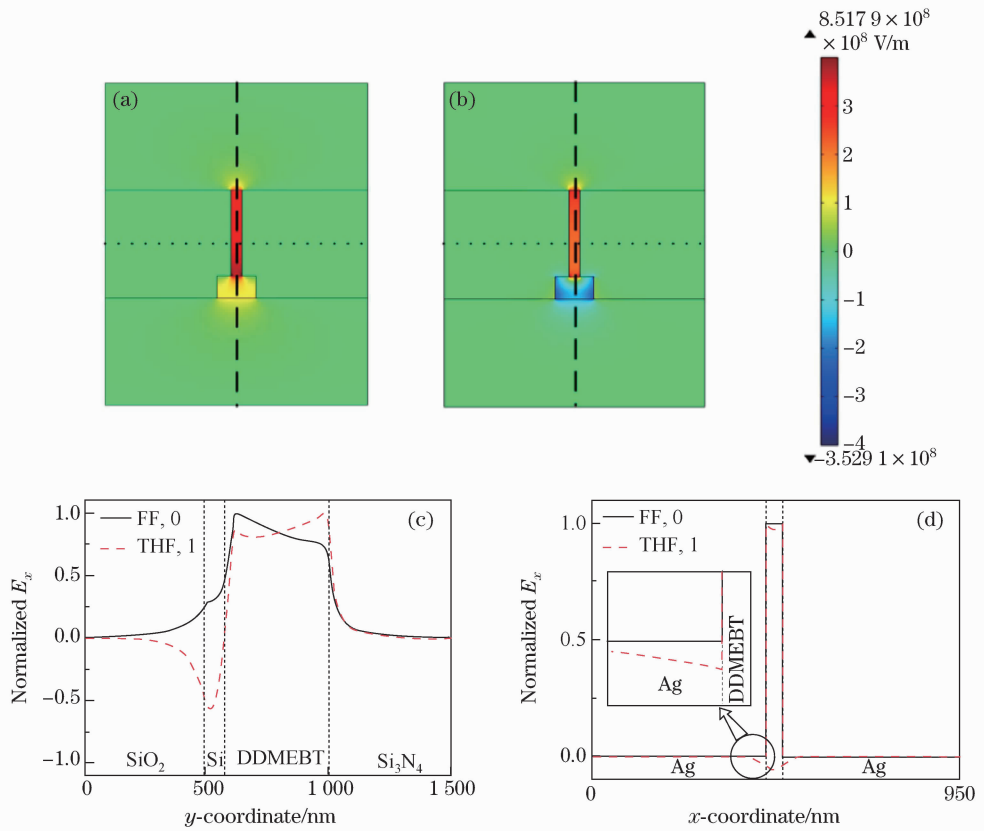 8.517 9×10⁸
×10⁸ V/m
(a)
(b)
3
2
1
0
−1
−2
−3
−4
−3.529 1×10⁸
(c)
FF, 0
THF, 1
1.0
0.5
0.0
−0.5
−1.0
Normalized Eₓ
SiO₂
Si
DDMEBT
Si₃N₄
0
500
1 000
1 500
y-coordinate/nm
(d)
FF, 0
THF, 1
1.0
0.5
0.0
Normalized Eₓ
Ag
DDMEBT
Ag
Ag
0
950
x-coordinate/nm